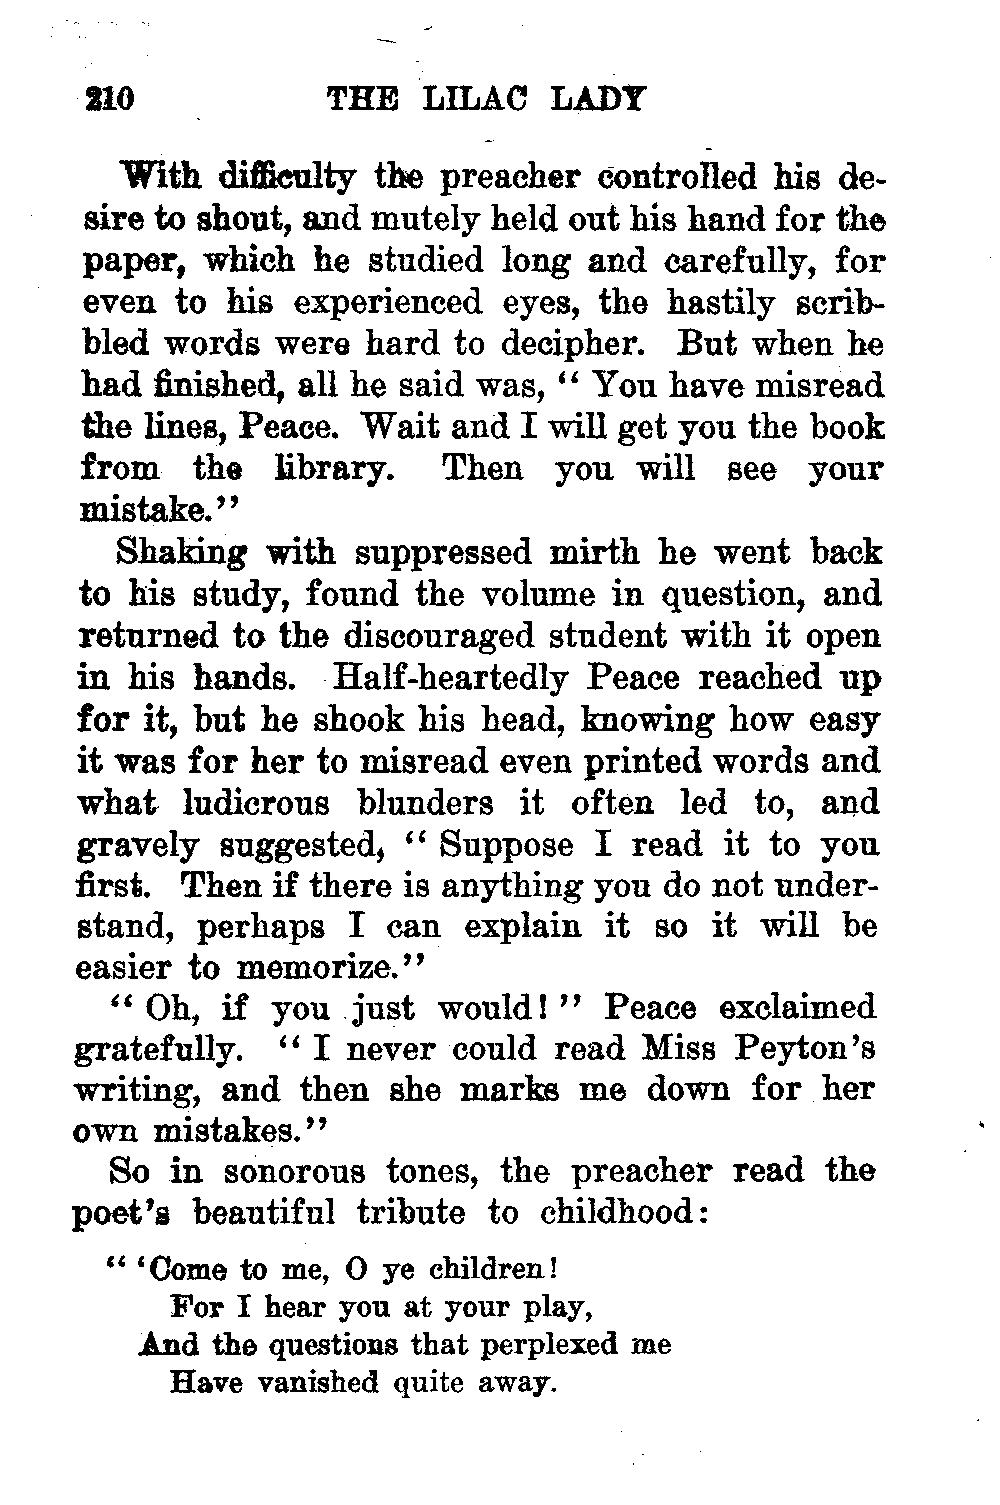 210 THE LILAC LADY
With difficulty the preacher controlled his de-
sire to shout, and mutely held out his hand for the
paper, which he studied long and carefully, for
even to his experienced eyes, the hastily scrib-
bled words were hard to decipher. But when he
had finished, all he said was, “ You have misread
the lines, Peace. Wait and I will get you the book
from the library. Then you will see your
mistake.”
Shaking with suppressed mirth he went back
to his study, found the volume in question, and
returned to the discouraged student with it open
in his hands. Half-heartedly Peace reached up
for it, but he shook his head, knowing how easy
it was for her to misread even printed words and
what ludicrous blunders it often led to, and
gravely suggested, “ Suppose I read it to you
first. Then if there is anything you do not under-
stand, perhaps I can explain it so it will be
easier to memorize.”
“ Oh, if you just would! ” Peace exclaimed
gratefully. “ I never could read Miss Peyton’s
writing, and then she marks me down for her
own mistakes.”
So in sonorous tones, the preacher read the
poet’s beautiful tribute to childhood:
“ ‘Come to me, O ye children!
For I hear you at your play,
And the questions that perplexed me
Have vanished quite away.